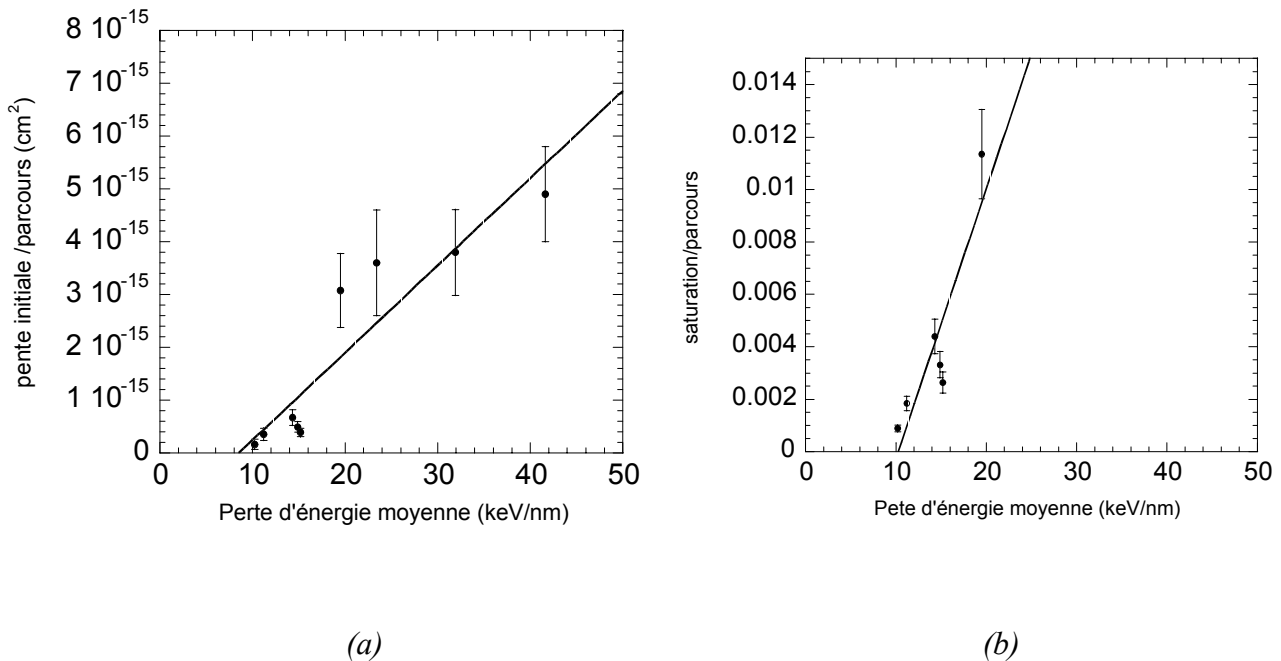 8 10-15
7 10-15
6 10-15
5 10-15
4 10-15
3 10-15
2 10-15
1 10-15
0
pente initiale /parcours (cm2)
0 10 20 30 40 50
Perte d'énergie moyenne (keV/nm)
(a)
0.014
0.012
0.01
0.008
0.006
0.004
0.002
0
saturation/parcours
0 10 20 30 40 50
Pete d'énergie moyenne (keV/nm)
(b)